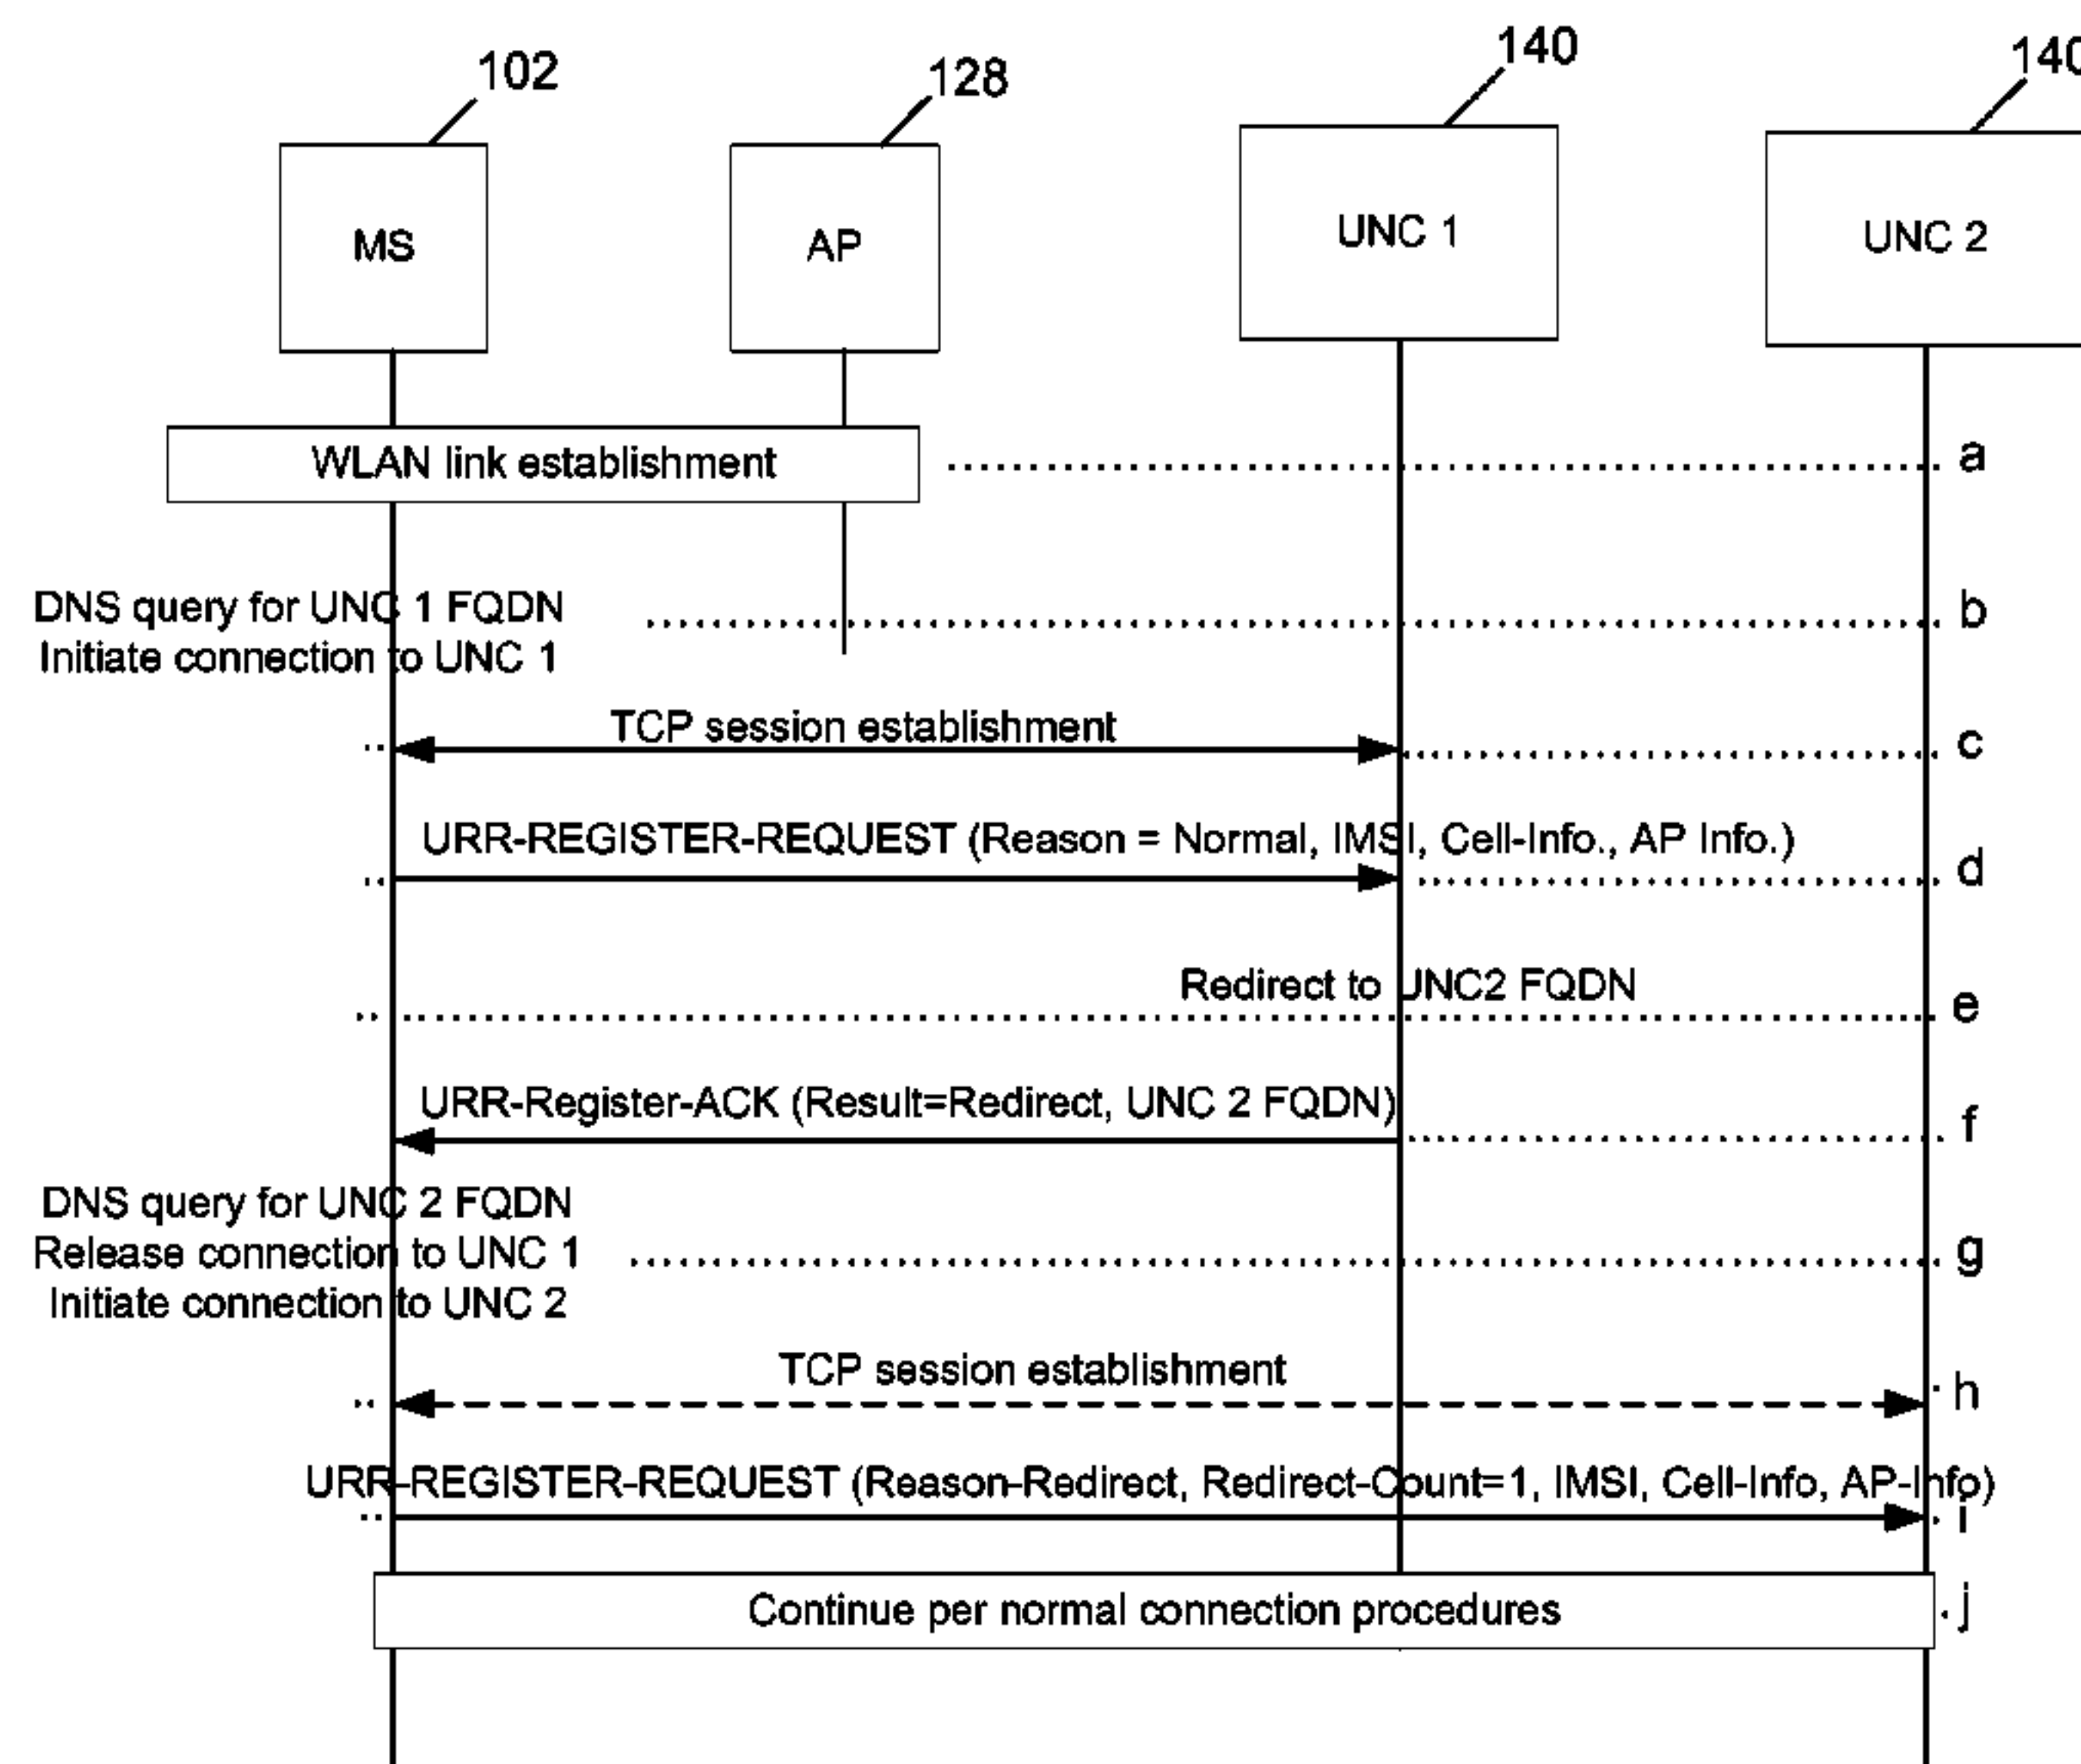 102
128
140
140
MS
AP
UNC 1
UNC 2
WLAN link establishment
a
DNS query for UNC 1 FQDN
Initiate connection to UNC 1
b
TCP session establishment
c
URR-REGISTER-REQUEST (Reason = Normal, IMSI, Cell-Info., AP Info.)
d
Redirect to UNC2 FQDN
e
URR-Register-ACK (Result=Redirect, UNC 2 FQDN)
f
DNS query for UNC 2 FQDN
Release connection to UNC 1
Initiate connection to UNC 2
g
TCP session establishment
h
URR-REGISTER-REQUEST (Reason-Redirect, Redirect-Count=1, IMSI, Cell-Info, AP-Info)
i
Continue per normal connection procedures
j